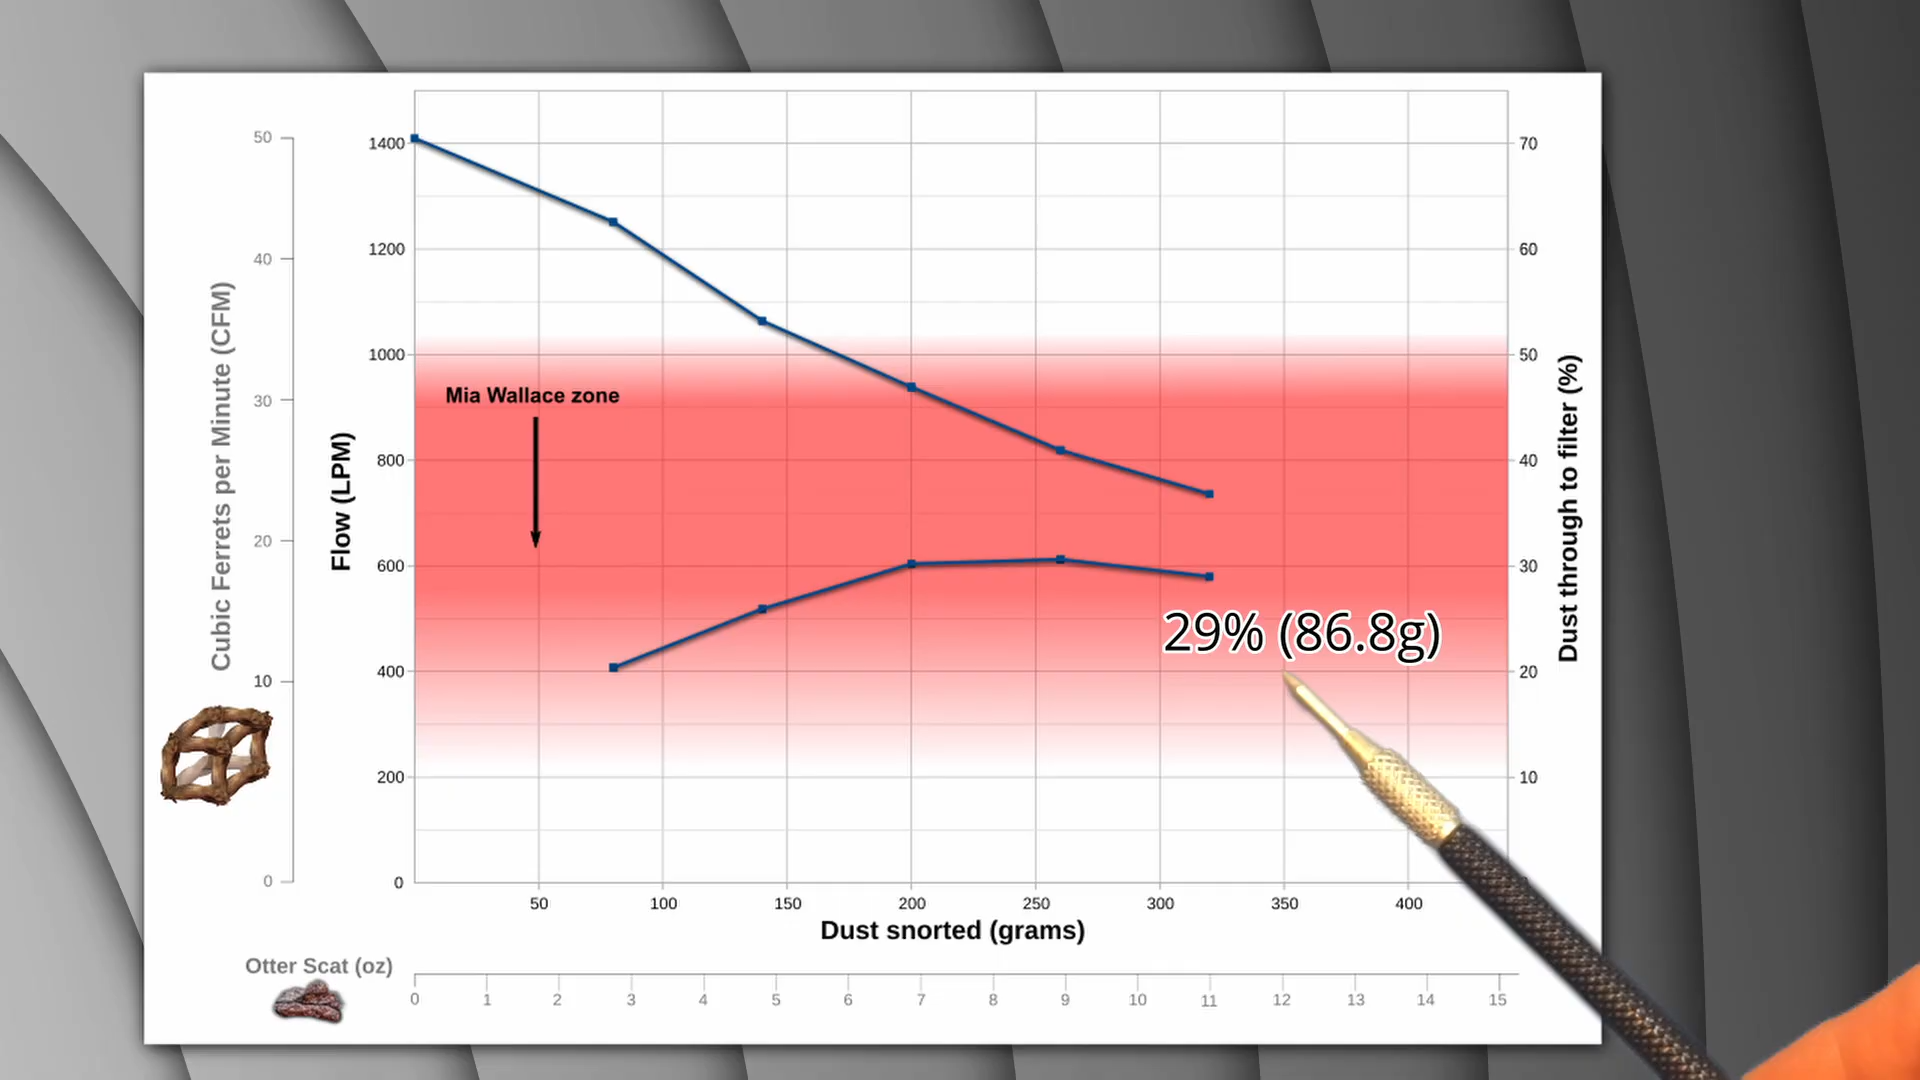 50
40
30
20
10
0
Cubic Ferrets per Minute (CFM)
Flow (LPM)
1400
1200
1000
800
600
400
200
0
Mia Wallace zone
29% (86.8g)
70
60
50
40
30
20
10
Dust through to filter (%)
50 100 150 200 250 300 350 400
Dust snorted (grams)
Otter Scat (oz)
0 1 2 3 4 5 6 7 8 9 10 11 12 13 14 15